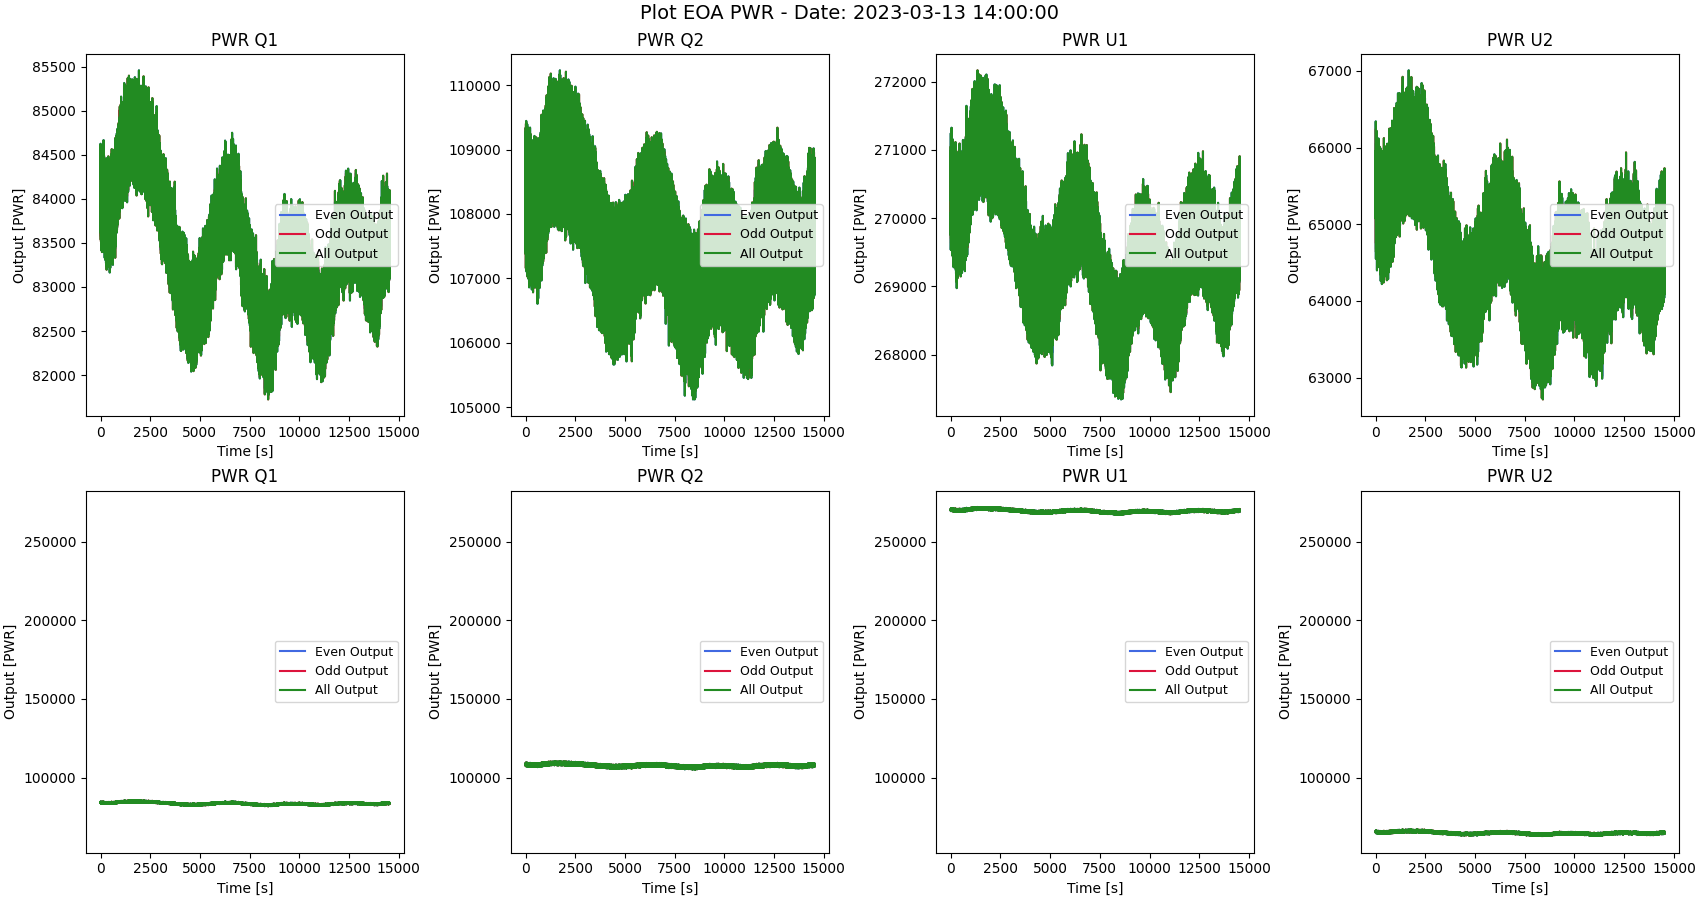 Plot EOA PWR - Date: 2023-03-13 14:00:00
PWR Q1
85500
85000
84500
84000
83500
83000
82500
82000
Output [PWR]
0 2500 5000 7500 10000 12500 15000
Time [s]
Even Output
Odd Output
All Output
PWR Q2
110000
109000
108000
107000
106000
105000
Output [PWR]
0 2500 5000 7500 10000 12500 15000
Time [s]
Even Output
Odd Output
All Output
PWR U1
272000
271000
270000
269000
268000
Output [PWR]
0 2500 5000 7500 10000 12500 15000
Time [s]
Even Output
Odd Output
All Output
PWR U2
67000
66000
65000
64000
63000
Output [PWR]
0 2500 5000 7500 10000 12500 15000
Time [s]
Even Output
Odd Output
All Output
PWR Q1
250000
200000
150000
100000
Output [PWR]
0 2500 5000 7500 10000 12500 15000
Time [s]
Even Output
Odd Output
All Output
PWR Q2
250000
200000
150000
100000
Output [PWR]
0 2500 5000 7500 10000 12500 15000
Time [s]
Even Output
Odd Output
All Output
PWR U1
250000
200000
150000
100000
Output [PWR]
0 2500 5000 7500 10000 12500 15000
Time [s]
Even Output
Odd Output
All Output
PWR U2
250000
200000
150000
100000
Output [PWR]
0 2500 5000 7500 10000 12500 15000
Time [s]
Even Output
Odd Output
All Output